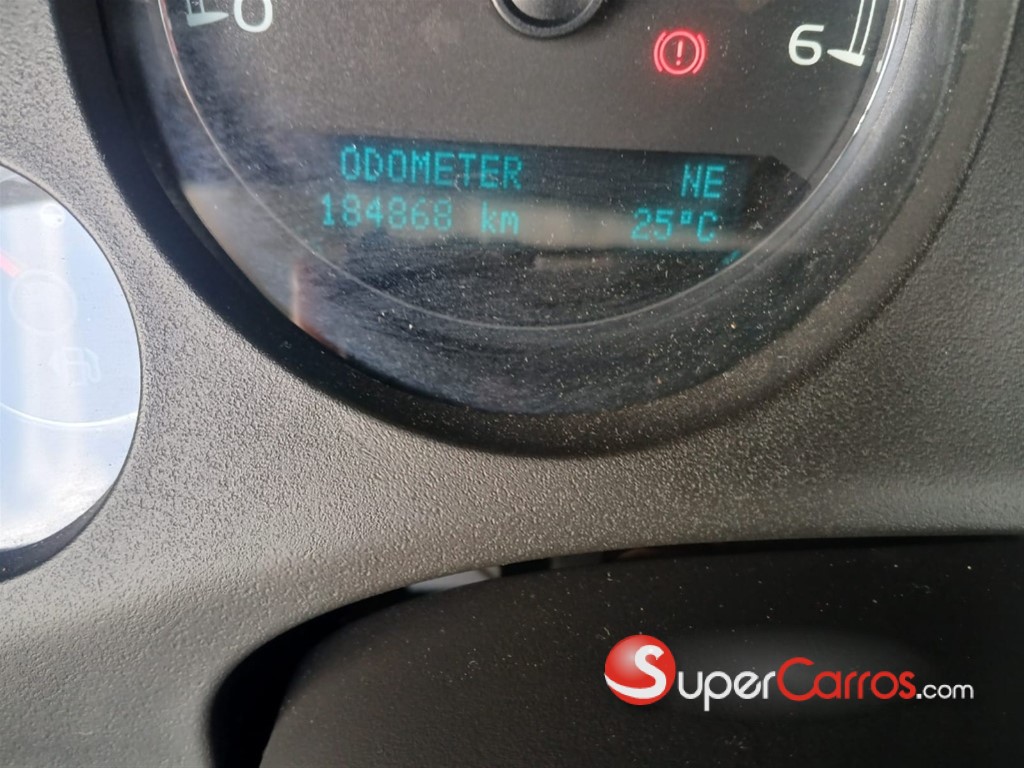 0
6
ODOMETER NE
184868 km 25°C
SuperCarros.com